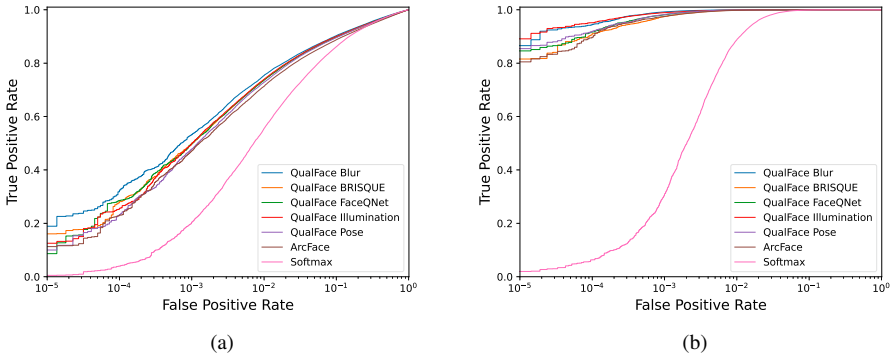 1.0
0.8
0.6
0.4
0.2
0.0
True Positive Rate
QualFace Blur
QualFace BRISQUE
QualFace FaceQNet
QualFace Illumination
QualFace Pose
ArcFace
Softmax
10⁻⁵ 10⁻⁴ 10⁻³ 10⁻² 10⁻¹ 10⁰
False Positive Rate
(a)
1.0
0.8
0.6
0.4
0.2
0.0
True Positive Rate
QualFace Blur
QualFace BRISQUE
QualFace FaceQNet
QualFace Illumination
QualFace Pose
ArcFace
Softmax
10⁻⁵ 10⁻⁴ 10⁻³ 10⁻² 10⁻¹ 10⁰
False Positive Rate
(b)